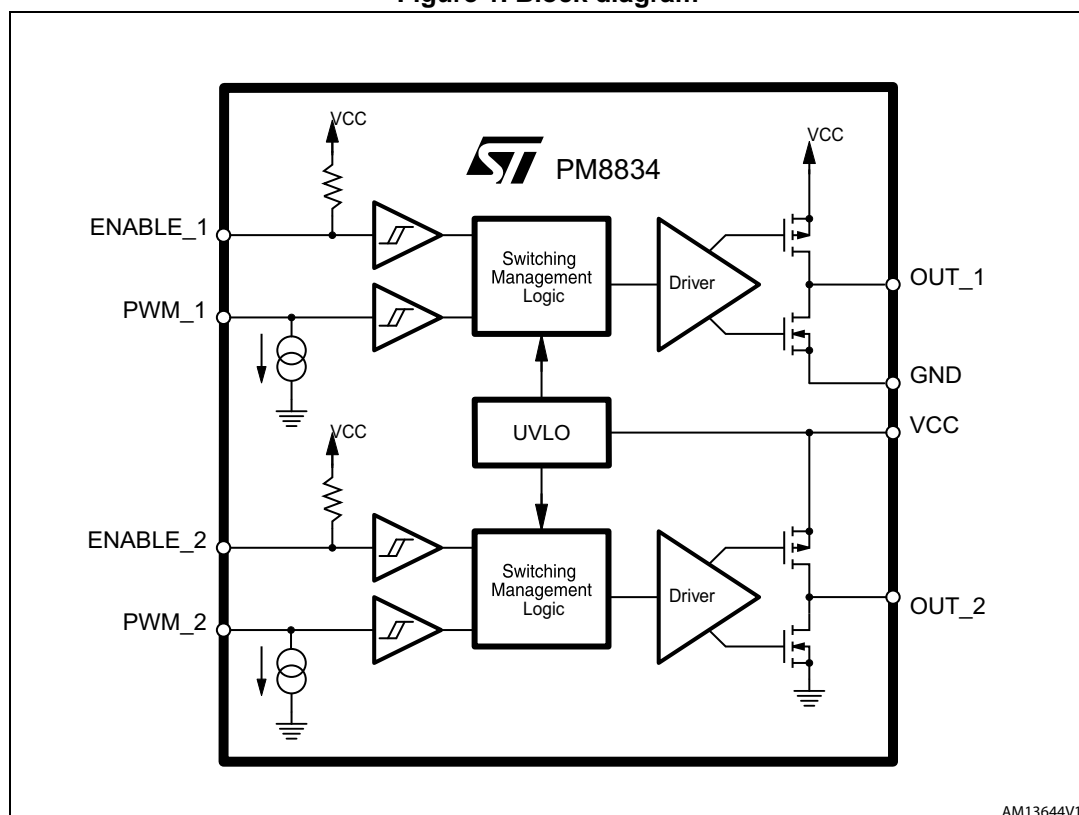 Figure 1. Block diagram
VCC
VCC
ST PM8834
ENABLE_1
Switching
Management
Logic
Driver
OUT_1
PWM_1
GND
VCC
UVLO
VCC
ENABLE_2
Switching
Management
Logic
Driver
OUT_2
PWM_2
AM13644V1